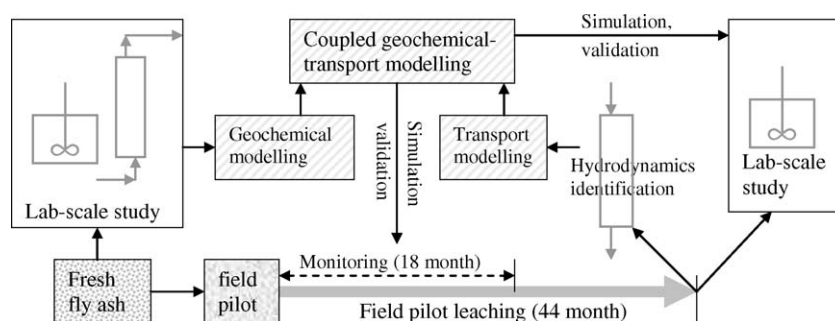 Coupled geochemical-
transport modelling
Simulation,
validation
Geochemical
modelling
Simulation
validation
Transport
modelling
Hydrodynamics
identification
Lab-scale
study
Lab-scale study
Monitoring (18 month)
Fresh
fly ash
field
pilot
Field pilot leaching (44 month)